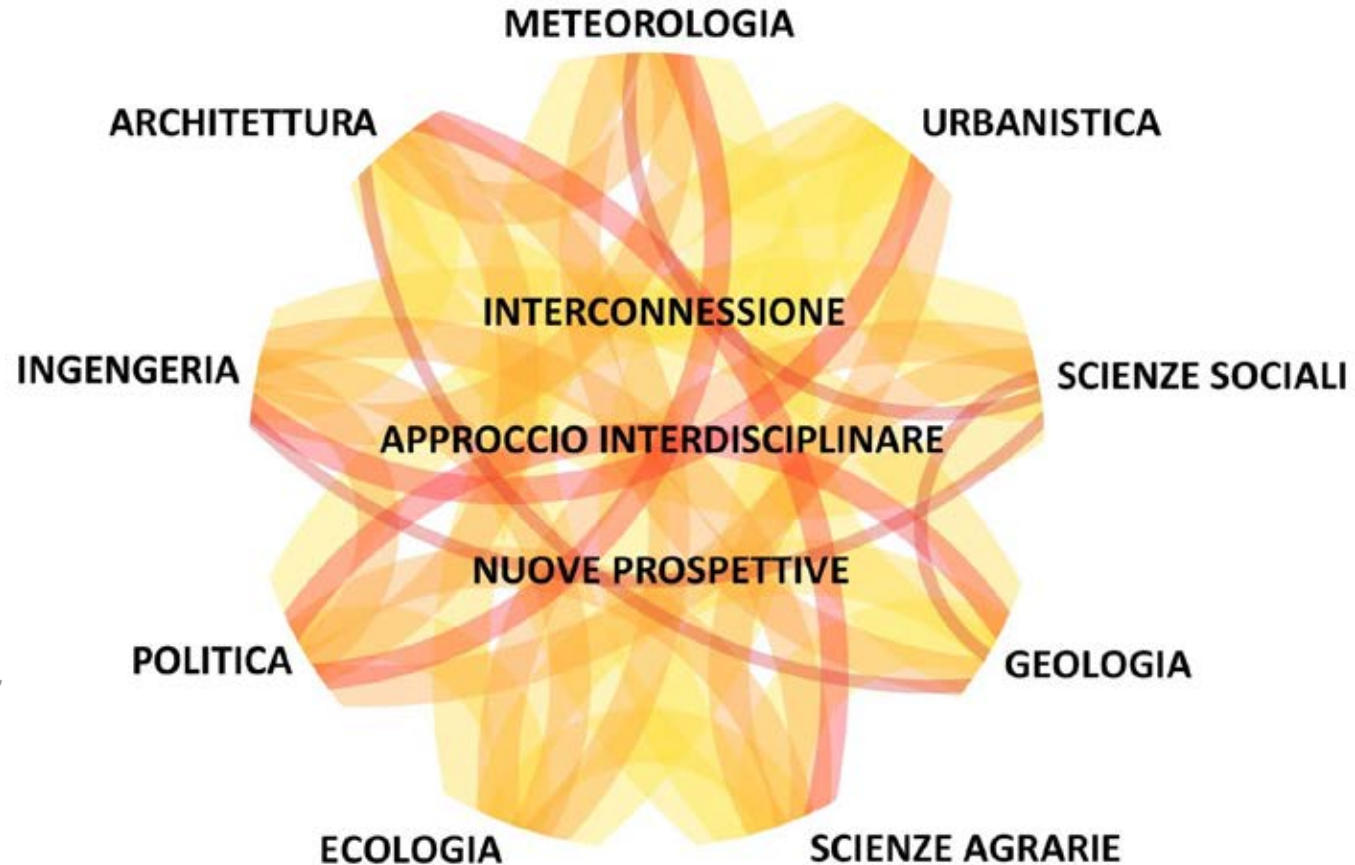 METEOROLOGIA
ARCHITETTURA
URBANISTICA
INTERCONNESSIONE
INGENGERIA
SCIENZE SOCIALI
APPROCCIO INTERDISCIPLINARE
NUOVE PROSPETTIVE
POLITICA
GEOLOGIA
ECOLOGIA
SCIENZE AGRARIE